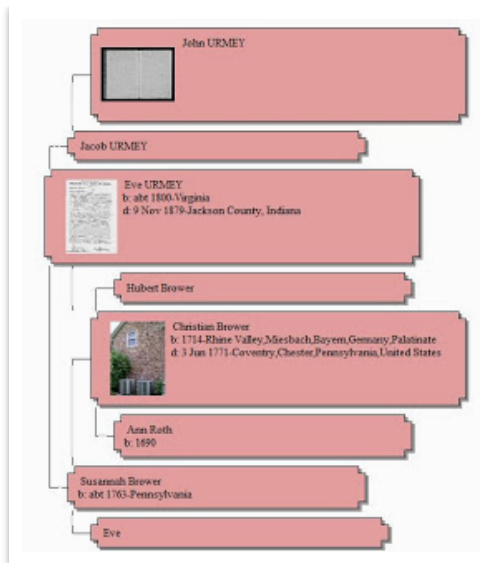 John URMEY
Jacob URMEY
Eve URMEY
b: abt 1800-Virginia
d: 9 Nov 1879-Jackson County, Indiana
Hubert Brower
Christian Brower
b: 1714-Rhine Valley,Miesbach,Bayern,Germany,Palatinate
d: 3 Jun 1771-Coventry,Chester,Pennsylvania,United States
Ann Roth
b: 1690
Susannah Brower
b: abt 1763-Pennsylvania
Eve